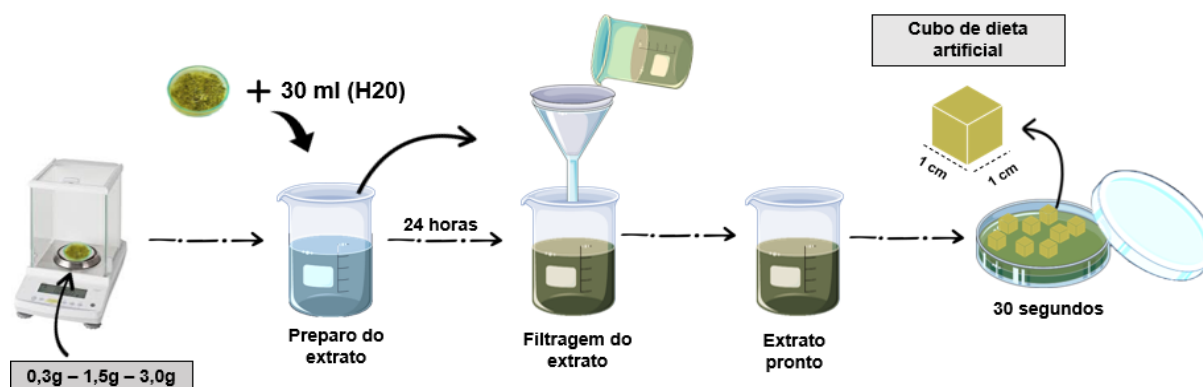 Cubo de dieta
artificial
+ 30 ml (H20)
1 cm
1 cm
24 horas
30 segundos
Preparo do
extrato
Filtragem do
extrato
Extrato
pronto
0,3g – 1,5g – 3,0g